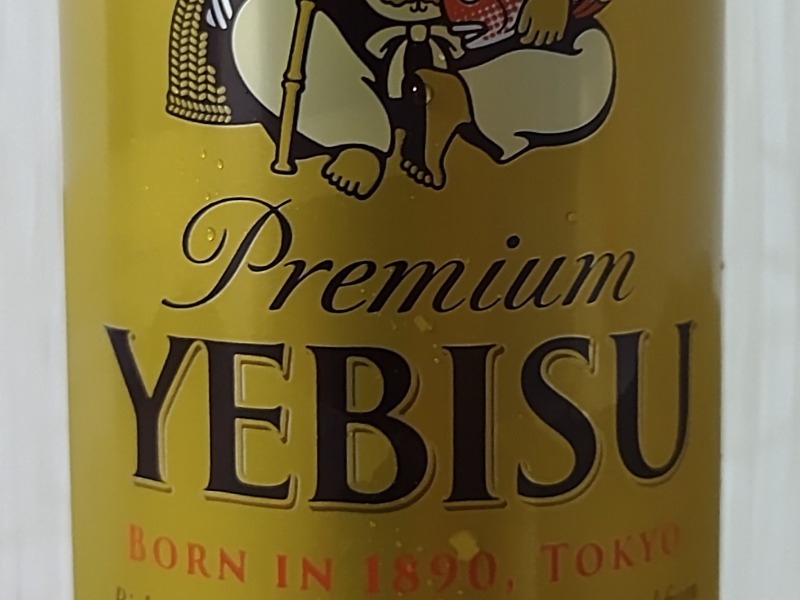 Premium
YEBISU
BORN IN 1890, TOKYO